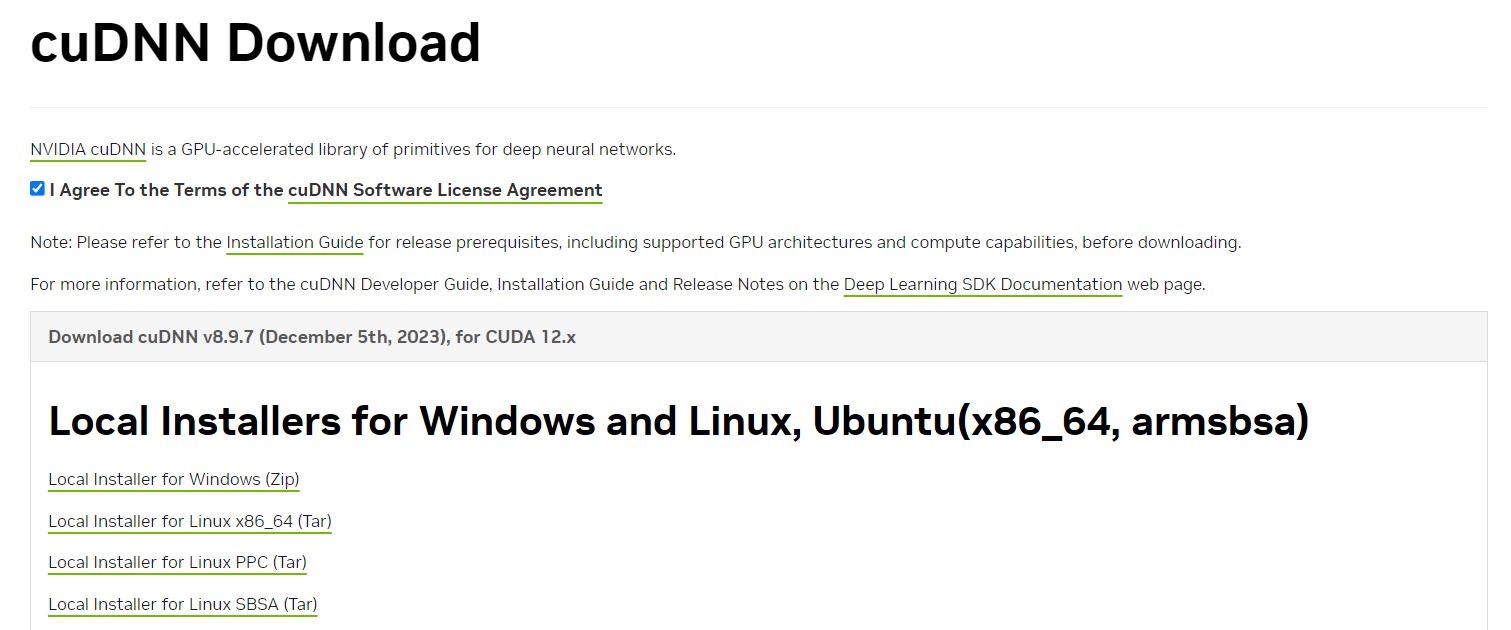 cuDNN Download
NVIDIA cuDNN is a GPU-accelerated library of primitives for deep neural networks.
I Agree To the Terms of the cuDNN Software License Agreement
Note: Please refer to the Installation Guide for release prerequisites, including supported GPU architectures and compute capabilities, before downloading.
For more information, refer to the cuDNN Developer Guide, Installation Guide and Release Notes on the Deep Learning SDK Documentation web page.
Download cuDNN v8.9.7 (December 5th, 2023), for CUDA 12.x
Local Installers for Windows and Linux, Ubuntu(x86_64, armsbsa)
Local Installer for Windows (Zip)
Local Installer for Linux x86_64 (Tar)
Local Installer for Linux PPC (Tar)
Local Installer for Linux SBSA (Tar)